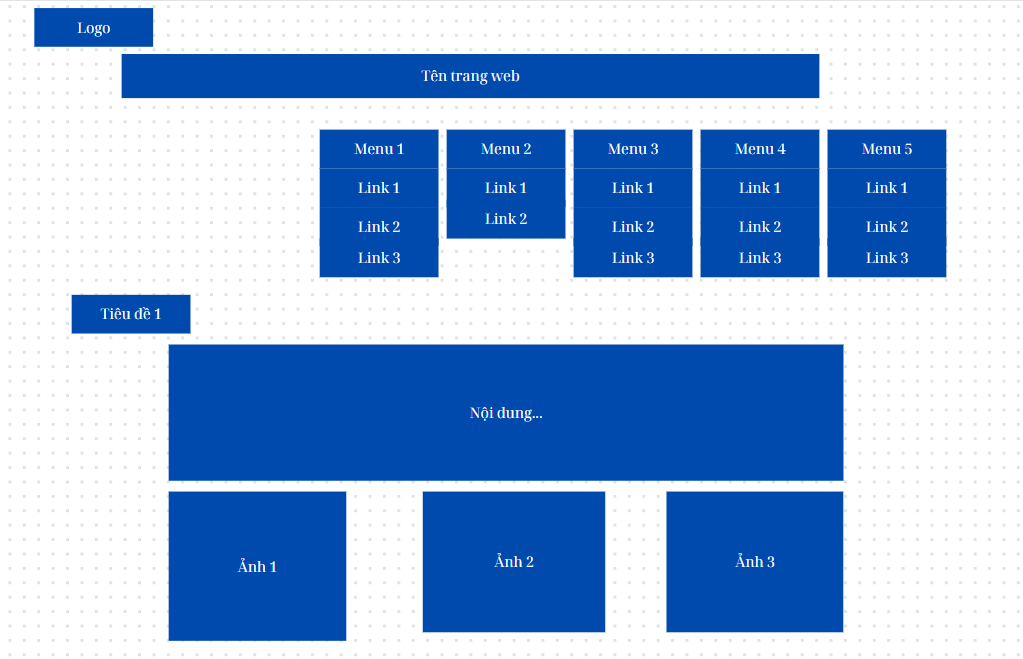 Logo
Tên trang web
Menu 1
Menu 2
Menu 3
Menu 4
Menu 5
Link 1
Link 1
Link 1
Link 1
Link 1
Link 2
Link 2
Link 2
Link 2
Link 2
Link 3
Link 3
Link 3
Link 3
Tiêu đề 1
Nội dung...
Ảnh 1
Ảnh 2
Ảnh 3